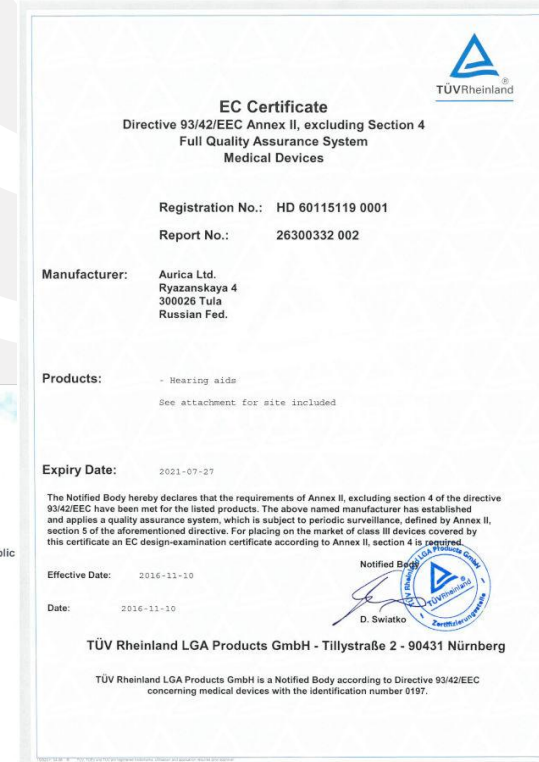 TÜVRheinland®
EC Certificate
Directive 93/42/EEC Annex II, excluding Section 4
Full Quality Assurance System
Medical Devices
Registration No.: HD 60115119 0001
Report No.: 26300332 002
Manufacturer: Aurica Ltd.
Ryazanskaya 4
300026 Tula
Russian Fed.
Products: - Hearing aids
See attachment for site included
Expiry Date: 2021-07-27
The Notified Body hereby declares that the requirements of Annex II, excluding section 4 of the directive
93/42/EEC have been met for the listed products. The above named manufacturer has established
and applies a quality assurance system, which is subject to periodic surveillance, defined by Annex II,
section 5 of the aforementioned directive. For placing on the market of class III devices covered by
this certificate an EC design-examination certificate according to Annex II, section 4 is required.
Notified Body
Effective Date: 2016-11-10
Date: 2016-11-10
TÜV Rheinland LGA Products GmbH
TÜVRheinland
Zertifizierungsstelle
D. Swiatko
TÜV Rheinland LGA Products GmbH - Tillystraße 2 - 90431 Nürnberg
TÜV Rheinland LGA Products GmbH is a Notified Body according to Directive 93/42/EEC
concerning medical devices with the identification number 0197.